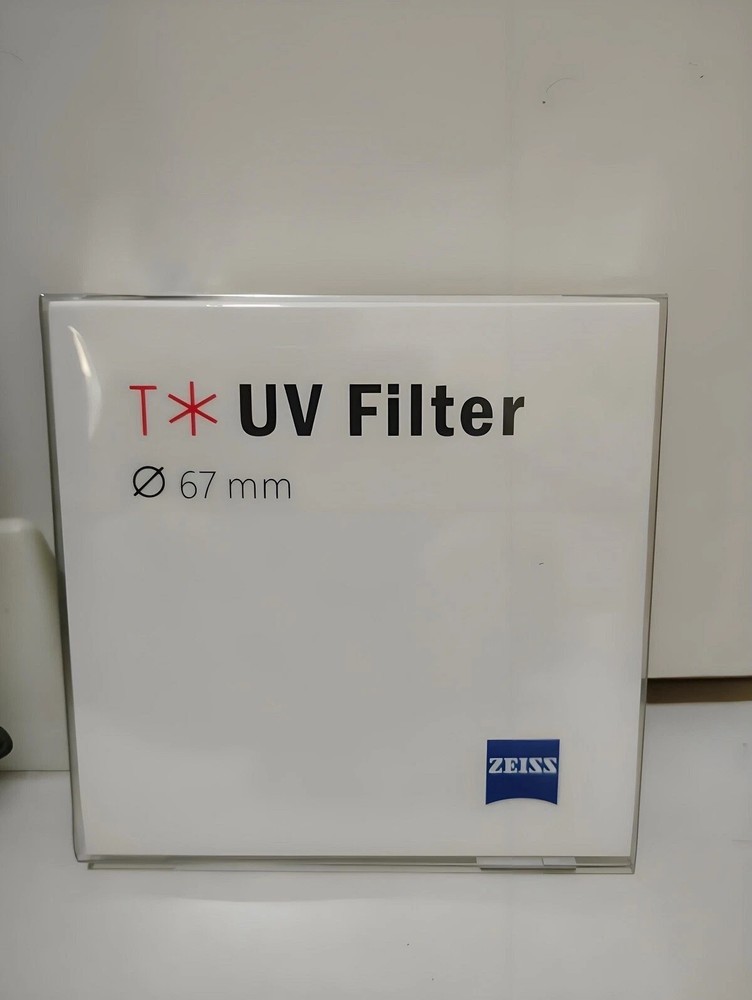 T* UV Filter
Ø 67 mm
ZEISS